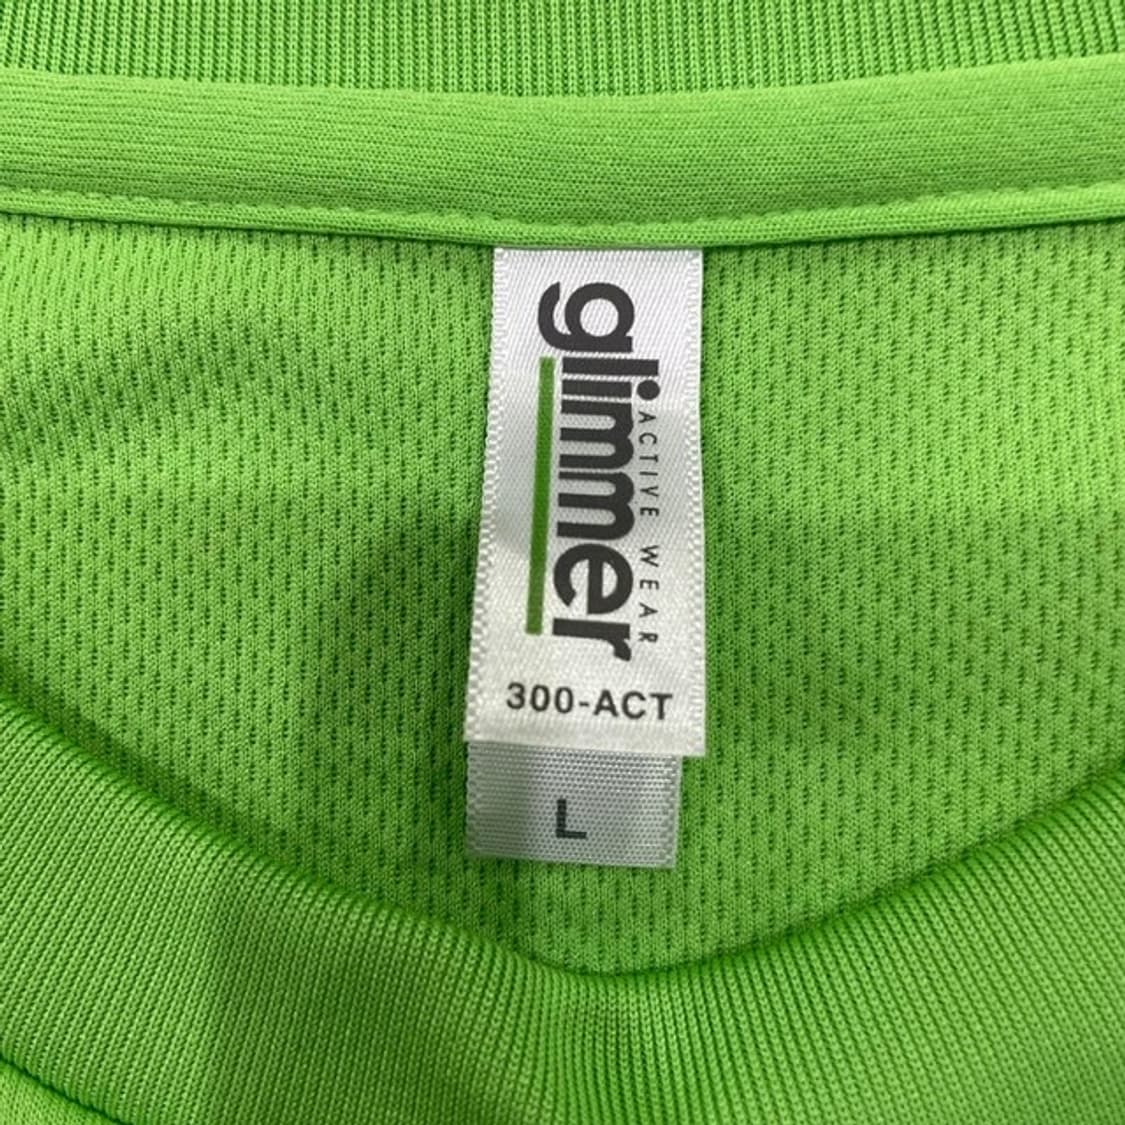 glimmer
ACTIVE WEAR
300-ACT
L